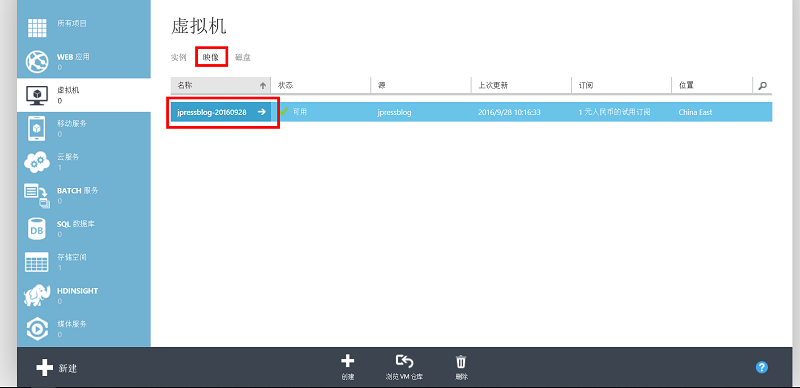 所有项目
WEB 应用
0
虚拟机
0
移动服务
0
云服务
1
BATCH 服务
0
SQL 数据库
0
DB
存储空间
1
HDINSIGHT
0
媒体服务
0
虚拟机
实例 映像 磁盘
名称 状态 源 上次更新 订阅 位置
jpressblog-20160928 可用 jpressblog 2016/9/28 10:16:33 1 元人民币的试用订阅 China East
新建
创建 浏览 VM 仓库 删除
?